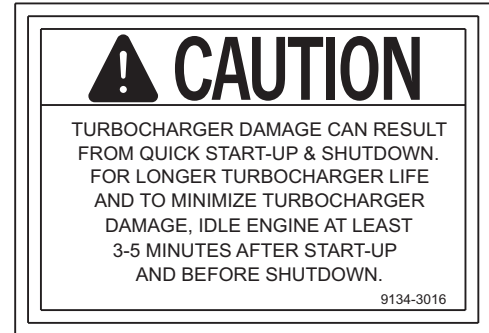 CAUTION
TURBOCHARGER DAMAGE CAN RESULT
FROM QUICK START-UP & SHUTDOWN.
FOR LONGER TURBOCHARGER LIFE
AND TO MINIMIZE TURBOCHARGER
DAMAGE, IDLE ENGINE AT LEAST
3-5 MINUTES AFTER START-UP
AND BEFORE SHUTDOWN.
9134-3016